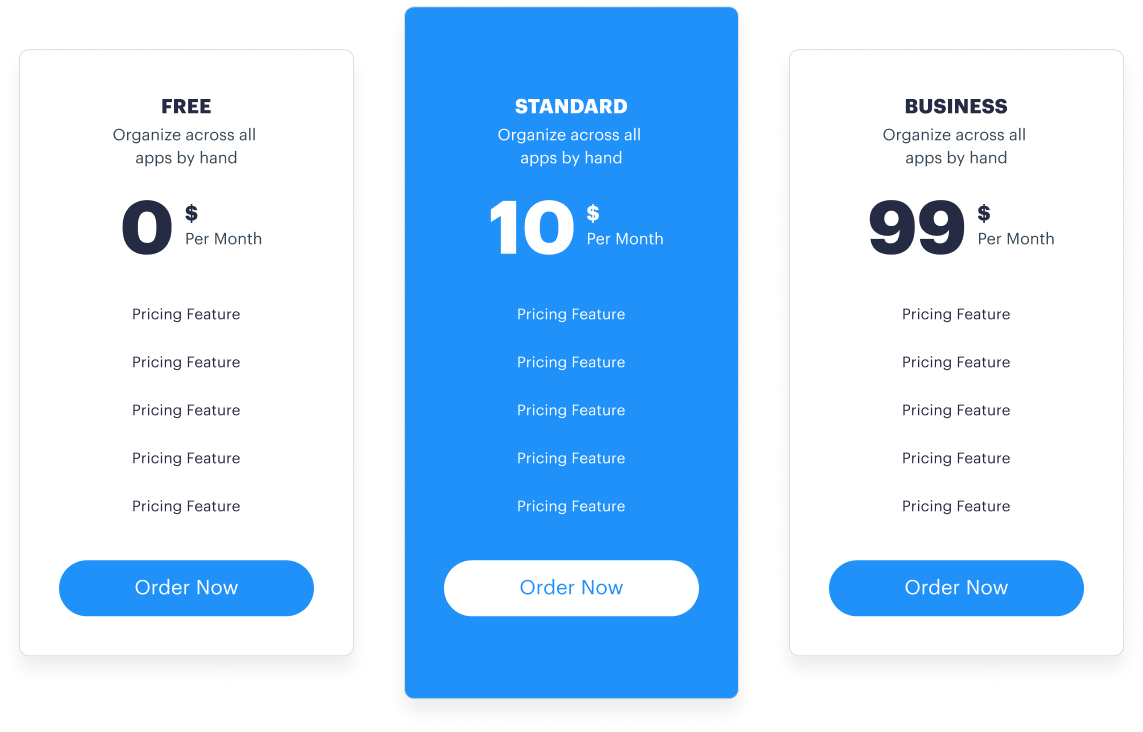 FREE
Organize across all
apps by hand
0 $
Per Month
Pricing Feature
Pricing Feature
Pricing Feature
Pricing Feature
Pricing Feature
Order Now
STANDARD
Organize across all
apps by hand
10 $
Per Month
Pricing Feature
Pricing Feature
Pricing Feature
Pricing Feature
Pricing Feature
Order Now
BUSINESS
Organize across all
apps by hand
99 $
Per Month
Pricing Feature
Pricing Feature
Pricing Feature
Pricing Feature
Pricing Feature
Order Now